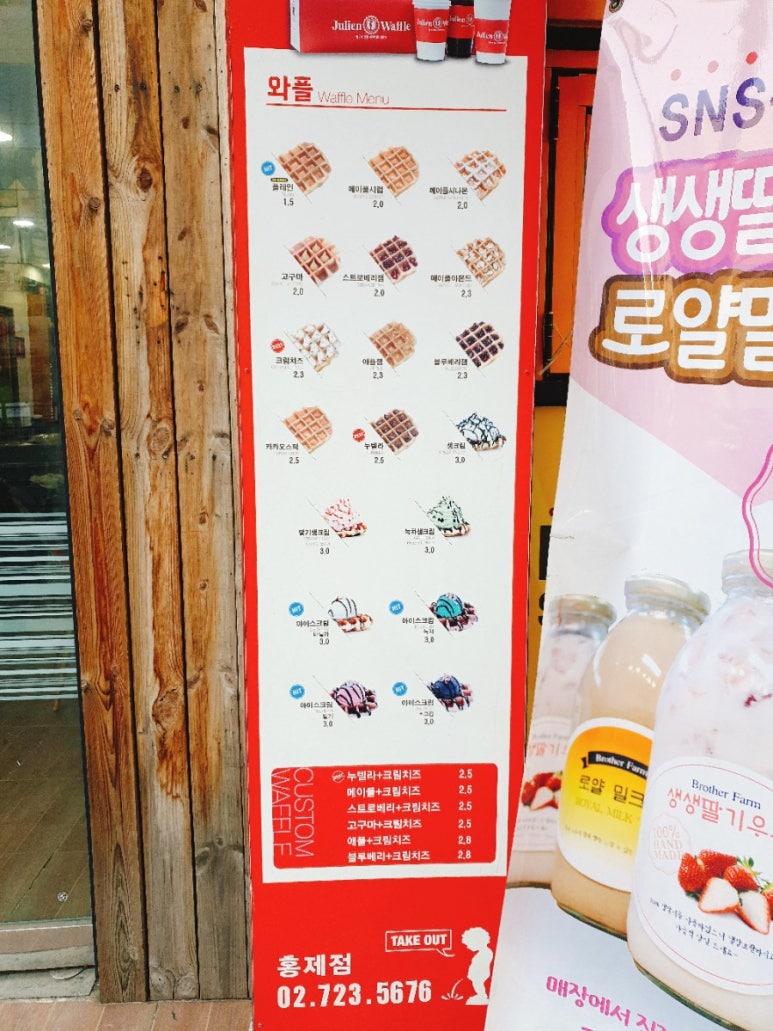 Julien Waffle
와플 Waffle Menu
HIT
플레인
1.5
메이플시럽
2.0
메이플시나몬
2.0
고구마
2.0
스트로베리잼
2.0
메이플아몬드
2.3
크림치즈
2.3
애플잼
2.3
블루베리잼
2.3
카카오스틱
2.5
누텔라
2.5
생크림
3.0
딸기생크림
3.0
녹차생크림
3.0
HIT
아이스크림
3.0
HIT
아이스크림
녹차
3.0
HIT
아이스크림
딸기
3.0
HIT
아이스크림
3.0
CUSTOM
WAFFLE
누텔라+크림치즈 2.5
메이플+크림치즈 2.5
스트로베리+크림치즈 2.5
고구마+크림치즈 2.5
애플+크림치즈 2.8
블루베리+크림치즈 2.8
TAKE OUT
홍제점
02.723.5676
SNS
생생딸
로얄밀
Brother Farm
로얄 밀크
ROYAL MILK
Brother Farm
생생딸기우
100%
HAND
MADE
매장에서 직